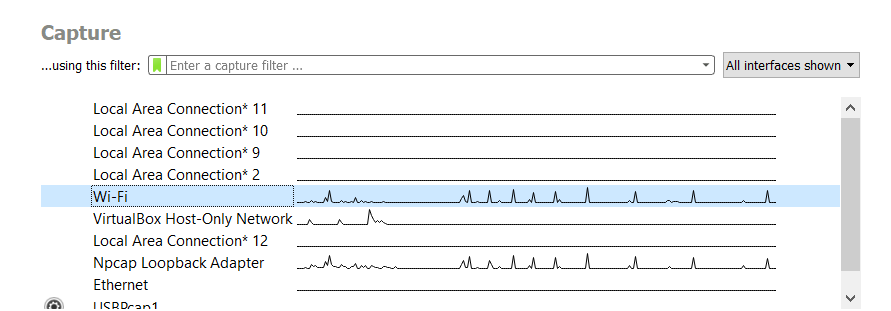 Capture
...using this filter: Enter a capture filter ... All interfaces shown
Local Area Connection* 11
Local Area Connection* 10
Local Area Connection* 9
Local Area Connection* 2
Wi-Fi
VirtualBox Host-Only Network
Local Area Connection* 12
Npcap Loopback Adapter
Ethernet
USBPcap1